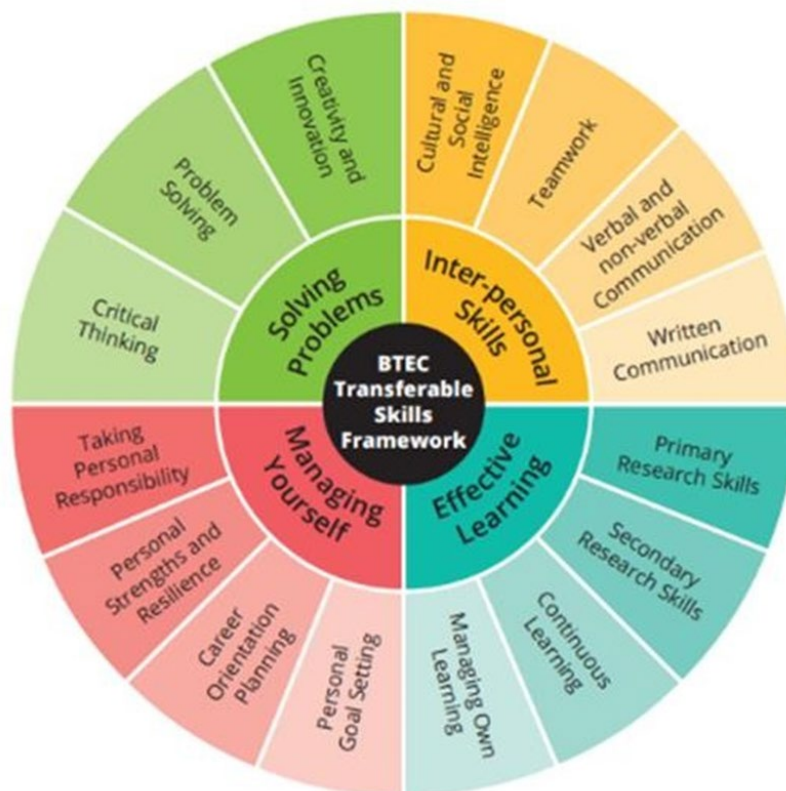 BTEC
Transferable
Skills
Framework
Solving
Problems
Critical
Thinking
Problem
Solving
Creativity and
Innovation
Inter-personal
Skills
Cultural and
Social
Intelligence
Teamwork
Verbal and
non-verbal
Communication
Written
Communication
Effective
Learning
Primary
Research Skills
Secondary
Research Skills
Continuous
Learning
Managing Own
Learning
Managing
Yourself
Personal
Goal Setting
Career
Orientation
Planning
Personal
Strengths and
Resilience
Taking
Personal
Responsibility